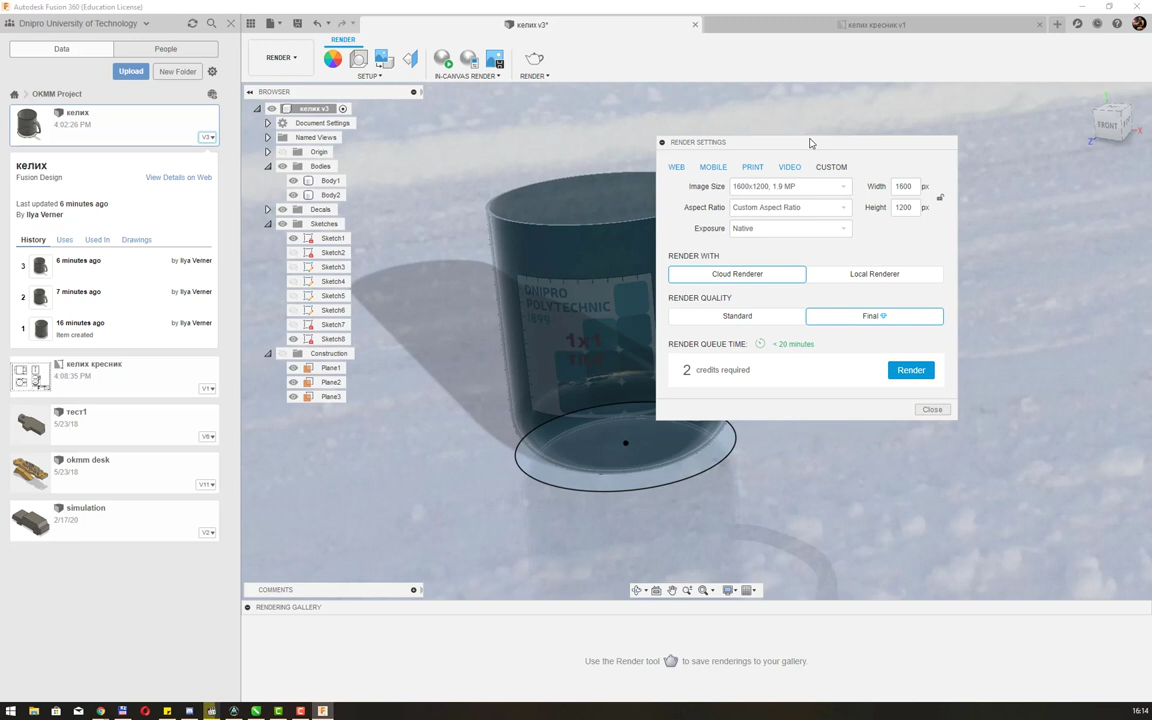 Autodesk Fusion 360 (Education License)
Dnipro University of Technology
келих v3*
келих кресник v1
Data
People
Upload
New Folder
OKMM Project
келих
4:02:26 PM
V3
келих
Fusion Design
View Details on Web
Last updated 6 minutes ago
By Ilya Verner
History
Uses
Used In
Drawings
3
6 minutes ago
by Ilya Verner
2
7 minutes ago
by Ilya Verner
1
16 minutes ago
by Ilya Verner
Item created
келих кресник
4:08:35 PM
V1
тест1
5/23/18
V6
okmm desk
5/23/18
V11
simulation
2/17/20
V2
RENDER
RENDER
SETUP
IN-CANVAS RENDER
RENDER
BROWSER
келих v3
Document Settings
Named Views
Origin
Bodies
Body1
Body2
Decals
Sketches
Sketch1
Sketch2
Sketch3
Sketch4
Sketch5
Sketch6
Sketch7
Sketch8
Construction
Plane1
Plane2
Plane3
DNIPRO
POLYTECHNIC
1899
1x1
FRONT
X
Y
Z
RENDER SETTINGS
WEB
MOBILE
PRINT
VIDEO
CUSTOM
Image Size
1600x1200, 1.9 MP
Width
1600
px
Aspect Ratio
Custom Aspect Ratio
Height
1200
px
Exposure
Native
RENDER WITH
Cloud Renderer
Local Renderer
RENDER QUALITY
Standard
Final
RENDER QUEUE TIME:
< 20 minutes
2 credits required
Render
Close
COMMENTS
RENDERING GALLERY
Use the Render tool to save renderings to your gallery.
16:14